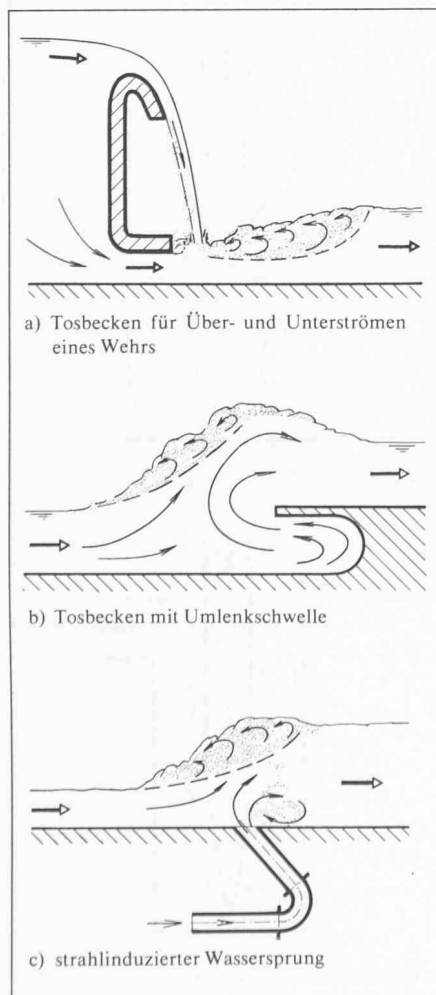 a) Tosbecken für Über- und Unterströmen
eines Wehrs
b) Tosbecken mit Umlenkschwelle
c) strahlinduzierter Wassersprung